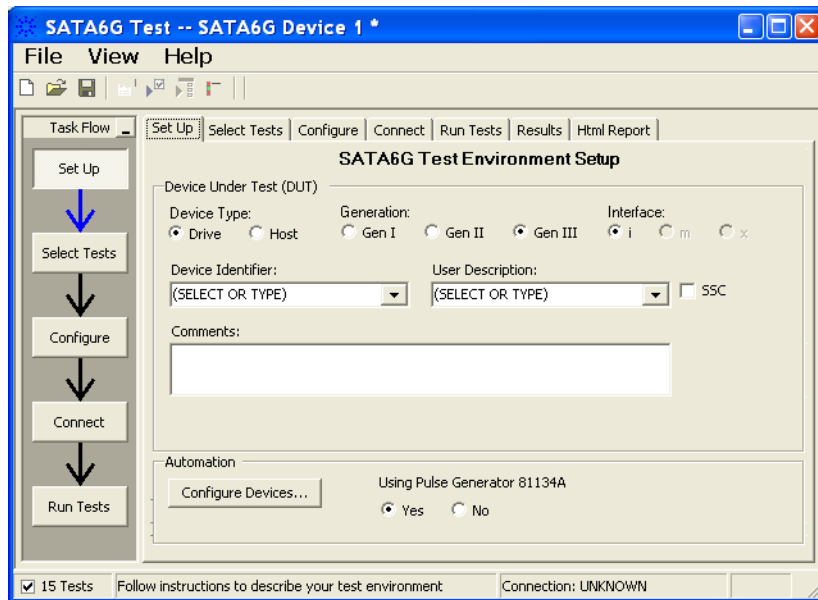 SATA6G Test -- SATA6G Device 1 *
File View Help
Task Flow
Set Up
Select Tests
Configure
Connect
Run Tests
Set Up Select Tests Configure Connect Run Tests Results Html Report
SATA6G Test Environment Setup
Device Under Test (DUT)
Device Type: Generation: Interface:
Drive Host Gen I Gen II Gen III i m x
Device Identifier: User Description:
(SELECT OR TYPE) (SELECT OR TYPE) SSC
Comments:
Automation
Configure Devices... Using Pulse Generator 81134A
Yes No
15 Tests Follow instructions to describe your test environment Connection: UNKNOWN